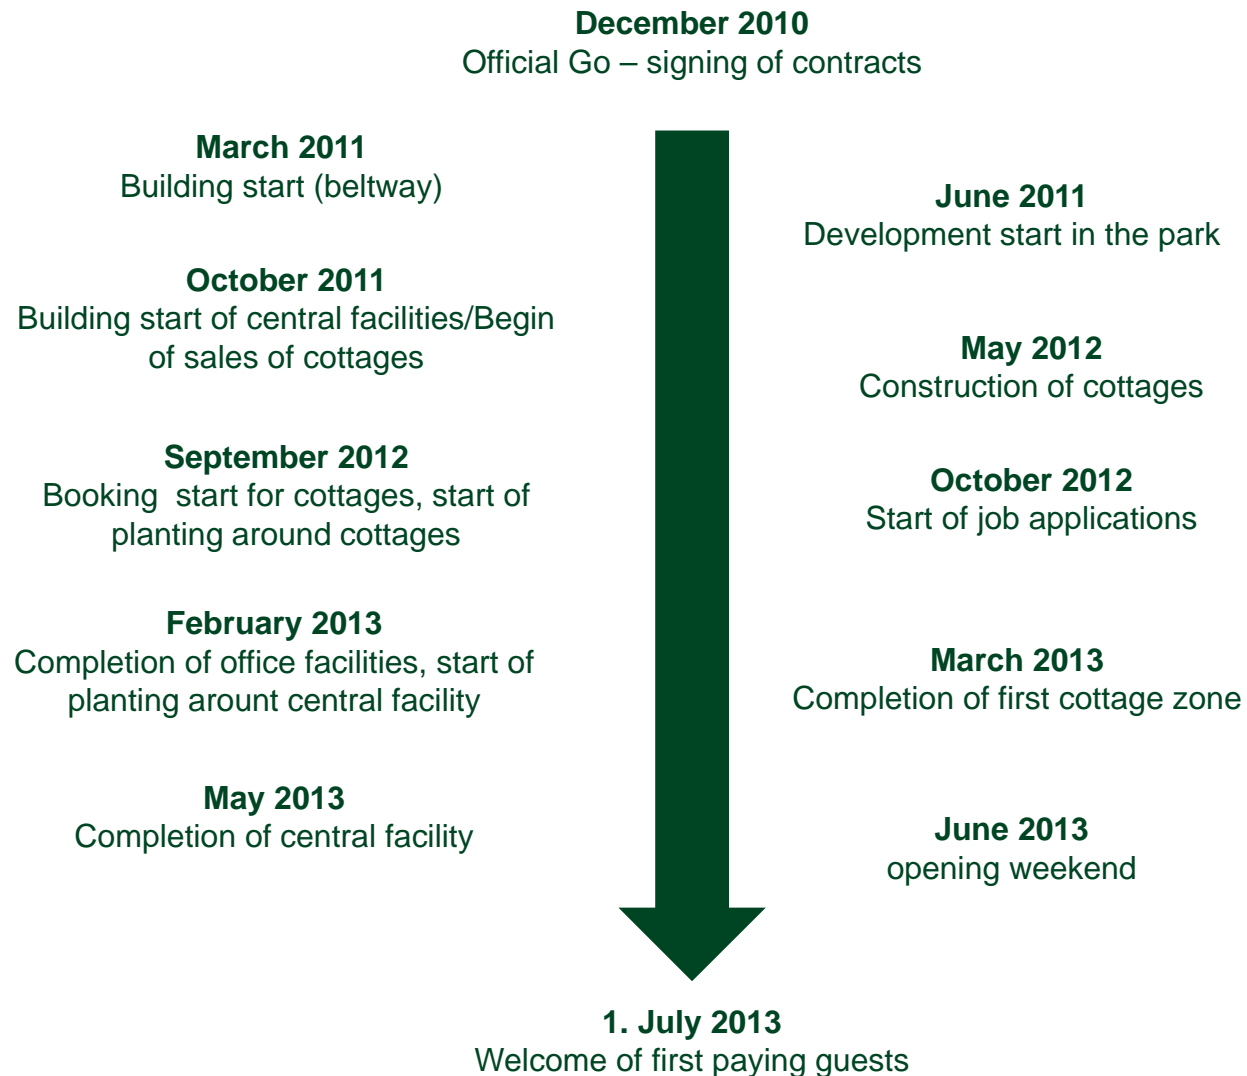 December 2010
Official Go – signing of contracts
March 2011
Building start (beltway)
June 2011
Development start in the park
October 2011
Building start of central facilities/Begin
of sales of cottages
May 2012
Construction of cottages
September 2012
Booking  start for cottages, start of
planting around cottages
October 2012
Start of job applications
February 2013
Completion of office facilities, start of
planting arount central facility
March 2013
Completion of first cottage zone
May 2013
Completion of central facility
June 2013
opening weekend
1. July 2013
Welcome of first paying guests